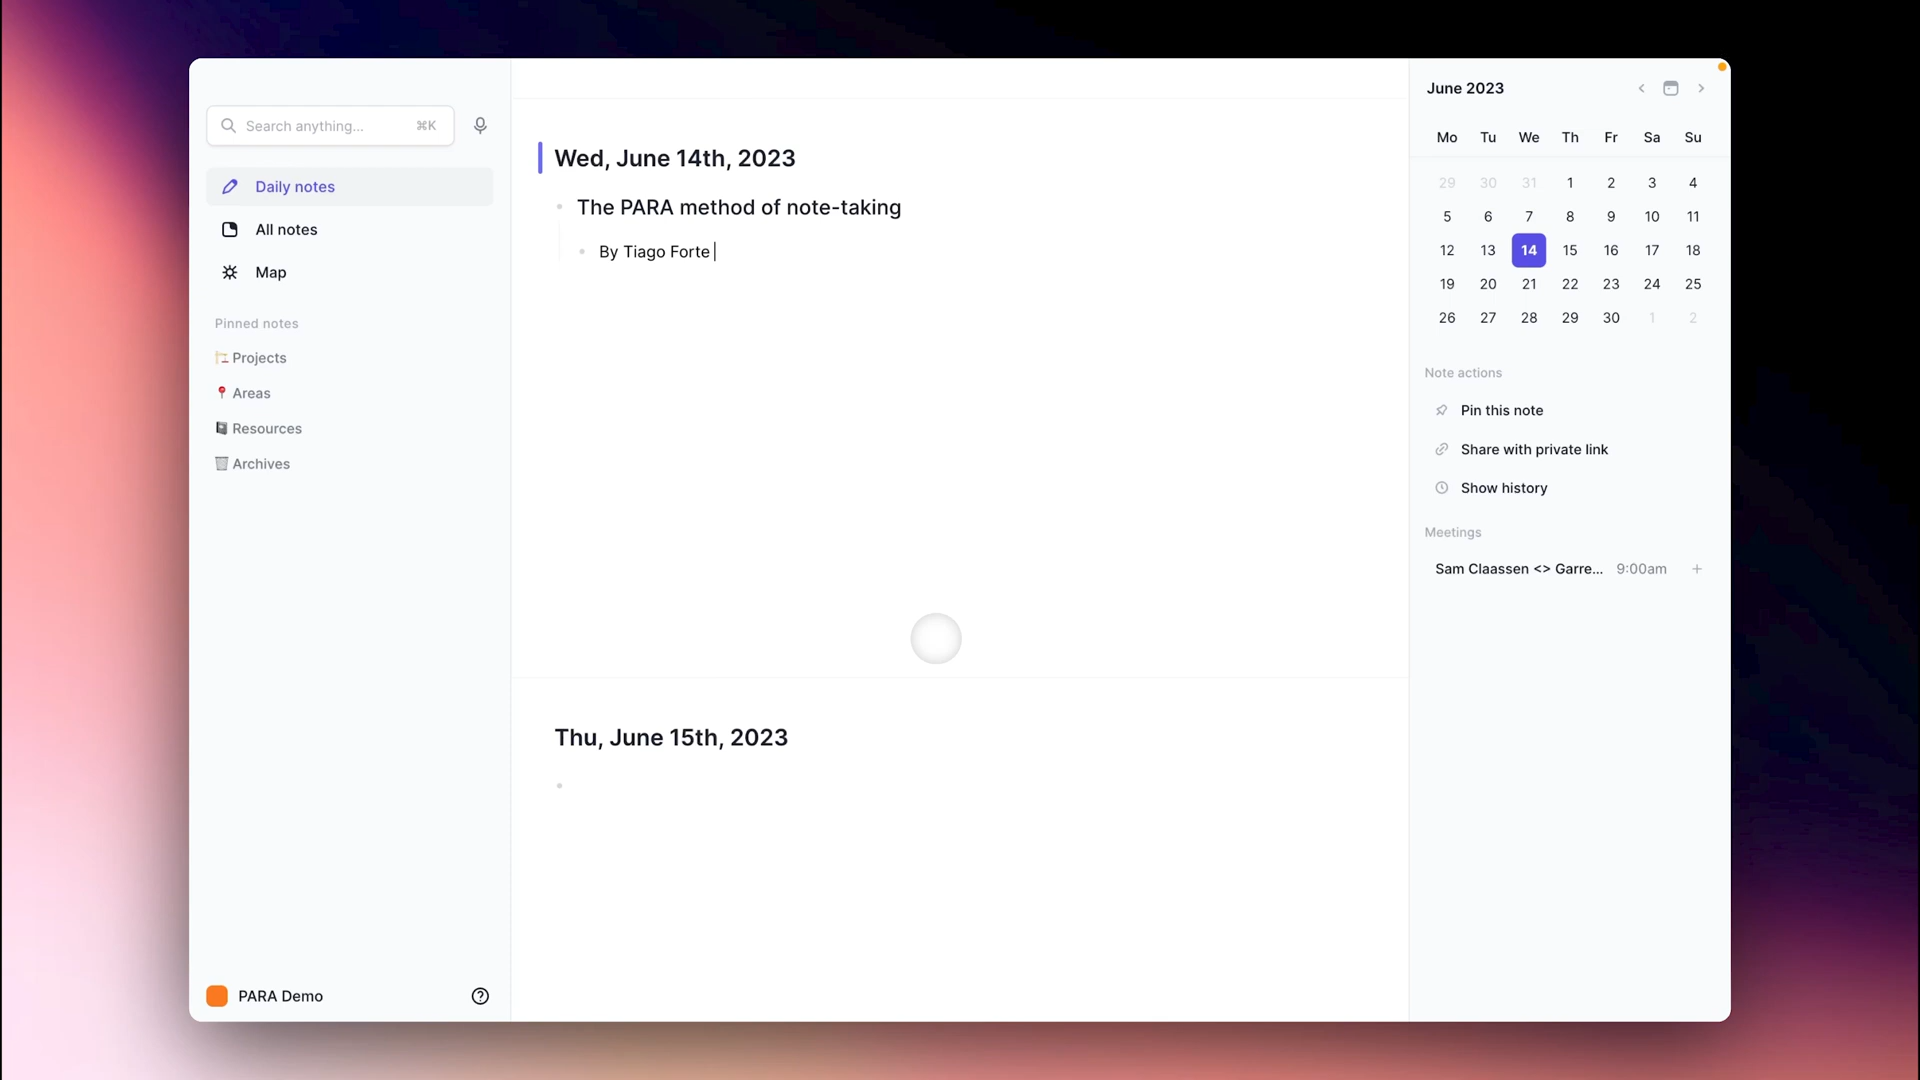 Search anything... ⌘K
Daily notes
All notes
Map
Pinned notes
Projects
Areas
Resources
Archives
PARA Demo
Wed, June 14th, 2023
The PARA method of note-taking
By Tiago Forte
Thu, June 15th, 2023
June 2023
Mo Tu We Th Fr Sa Su
29 30 31 1 2 3 4
5 6 7 8 9 10 11
12 13 14 15 16 17 18
19 20 21 22 23 24 25
26 27 28 29 30 1 2
Note actions
Pin this note
Share with private link
Show history
Meetings
Sam Claassen <> Garre... 9:00am